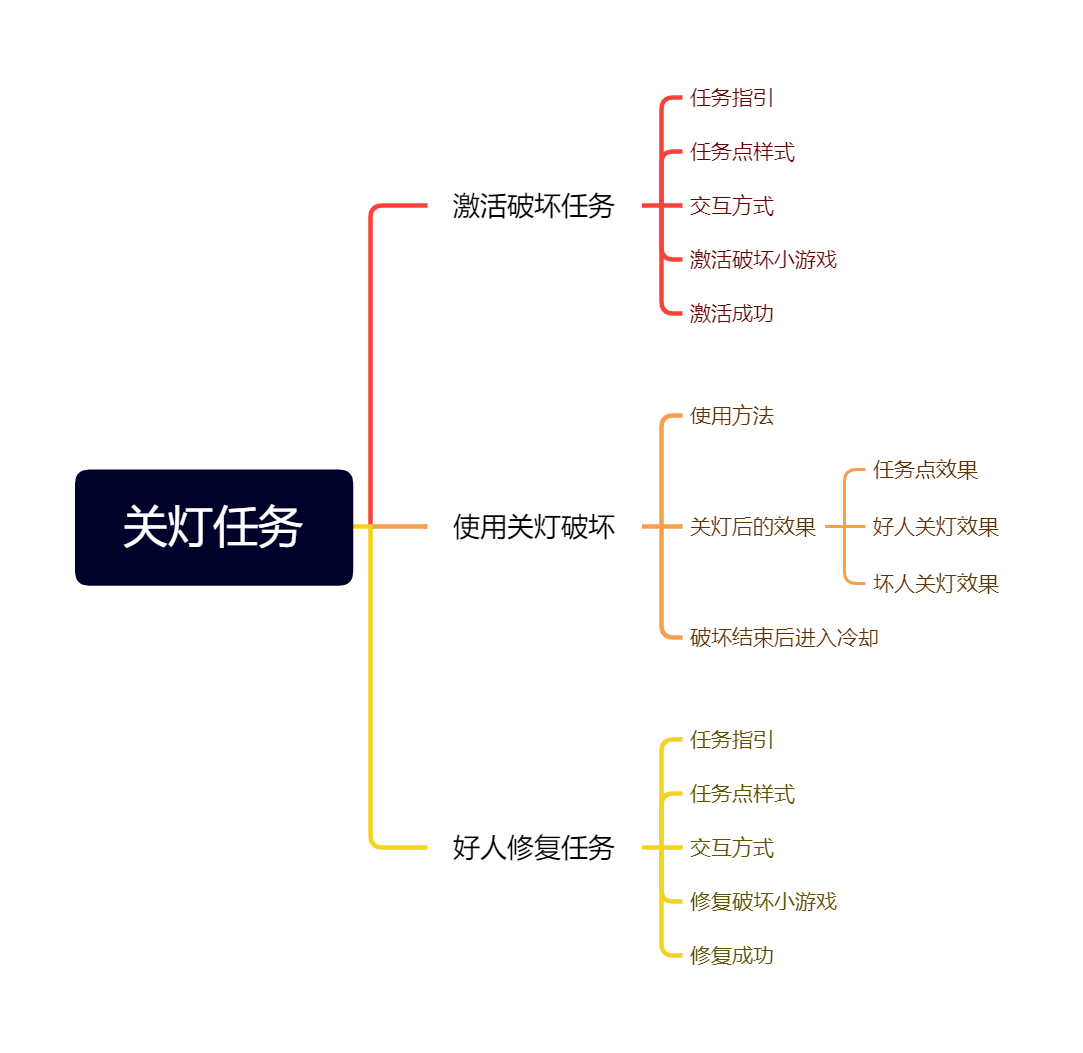 关灯任务
激活破坏任务
任务指引
任务点样式
交互方式
激活破坏小游戏
激活成功
使用关灯破坏
使用方法
关灯后的效果
任务点效果
好人关灯效果
坏人关灯效果
破坏结束后进入冷却
好人修复任务
任务指引
任务点样式
交互方式
修复破坏小游戏
修复成功